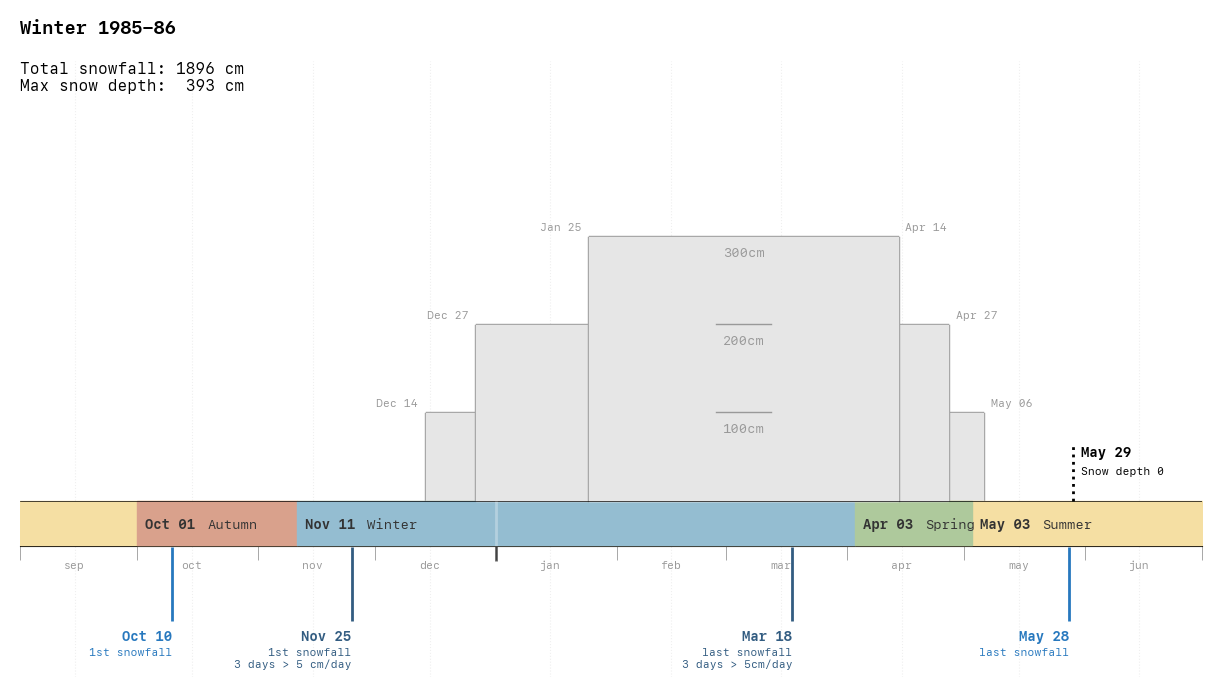 Winter 1985–86
Total snowfall: 1896 cm
Max snow depth:  393 cm
Jan 25
Apr 14
300cm
Dec 27
Apr 27
200cm
Dec 14
May 06
100cm
May 29
Snow depth 0
Oct 01 Autumn
Nov 11 Winter
Apr 03 Spring
May 03 Summer
sep
oct
nov
dec
jan
feb
mar
apr
may
jun
Oct 10
1st snowfall
Nov 25
1st snowfall
3 days > 5 cm/day
Mar 18
last snowfall
3 days > 5cm/day
May 28
last snowfall